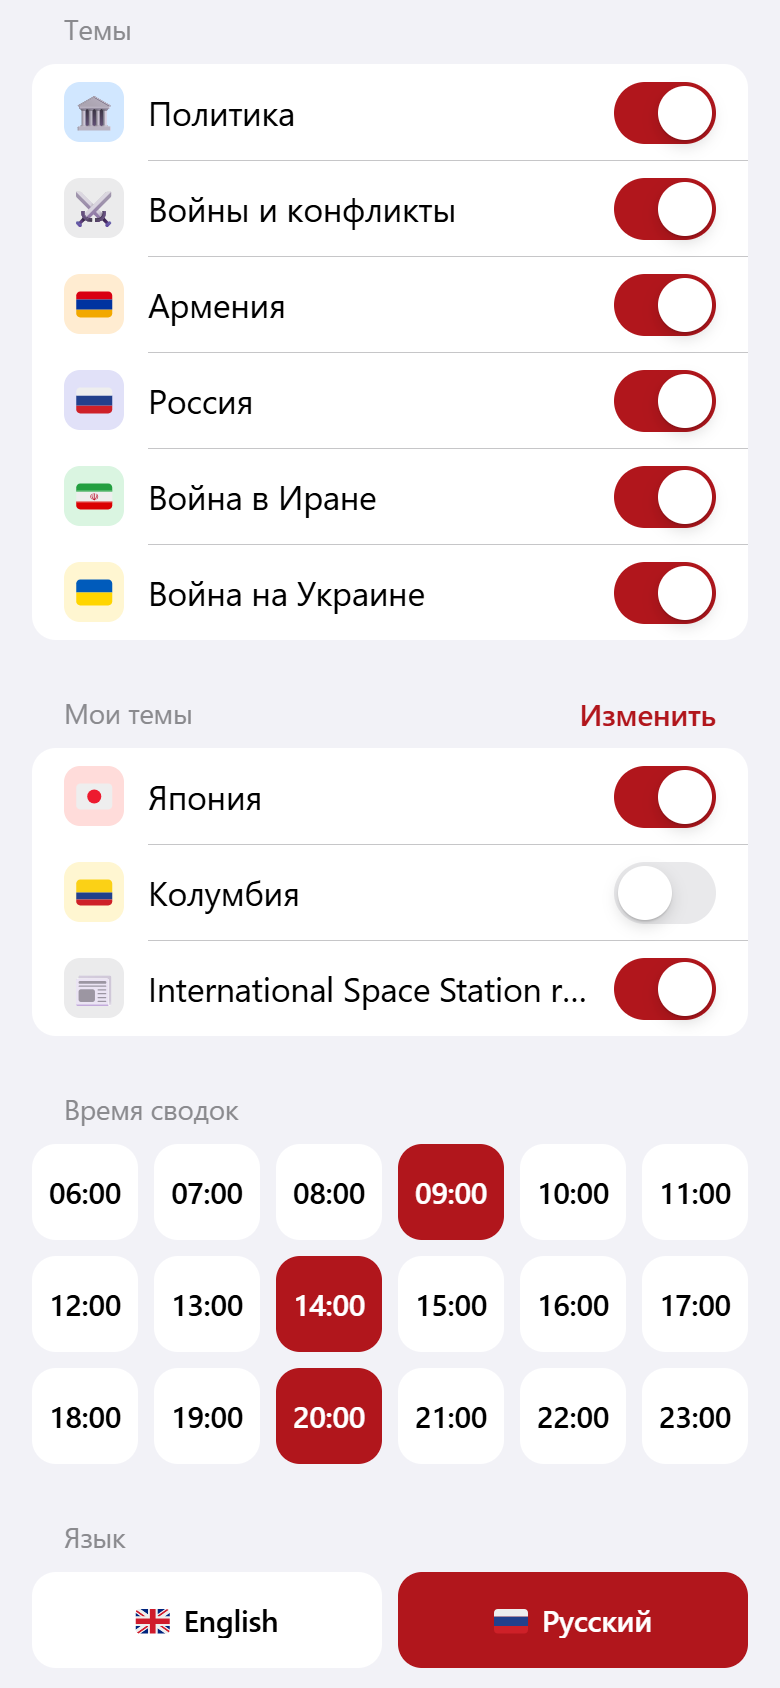 Темы
Политика
Войны и конфликты
Армения
Россия
Война в Иране
Война на Украине
Мои темы Изменить
Япония
Колумбия
International Space Station r...
Время сводок
06:00 07:00 08:00 09:00 10:00 11:00
12:00 13:00 14:00 15:00 16:00 17:00
18:00 19:00 20:00 21:00 22:00 23:00
Язык
English Русский